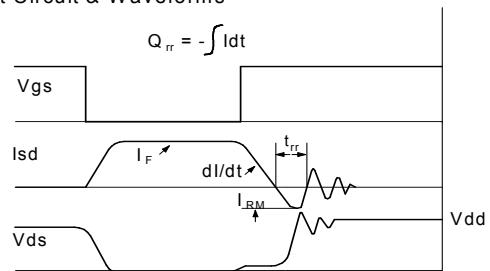 t Circuit & Waveforms
Q rr = - ∫ Idt
Vgs
Isd
I F
dI/dt
t rr
I RM
Vdd
Vds